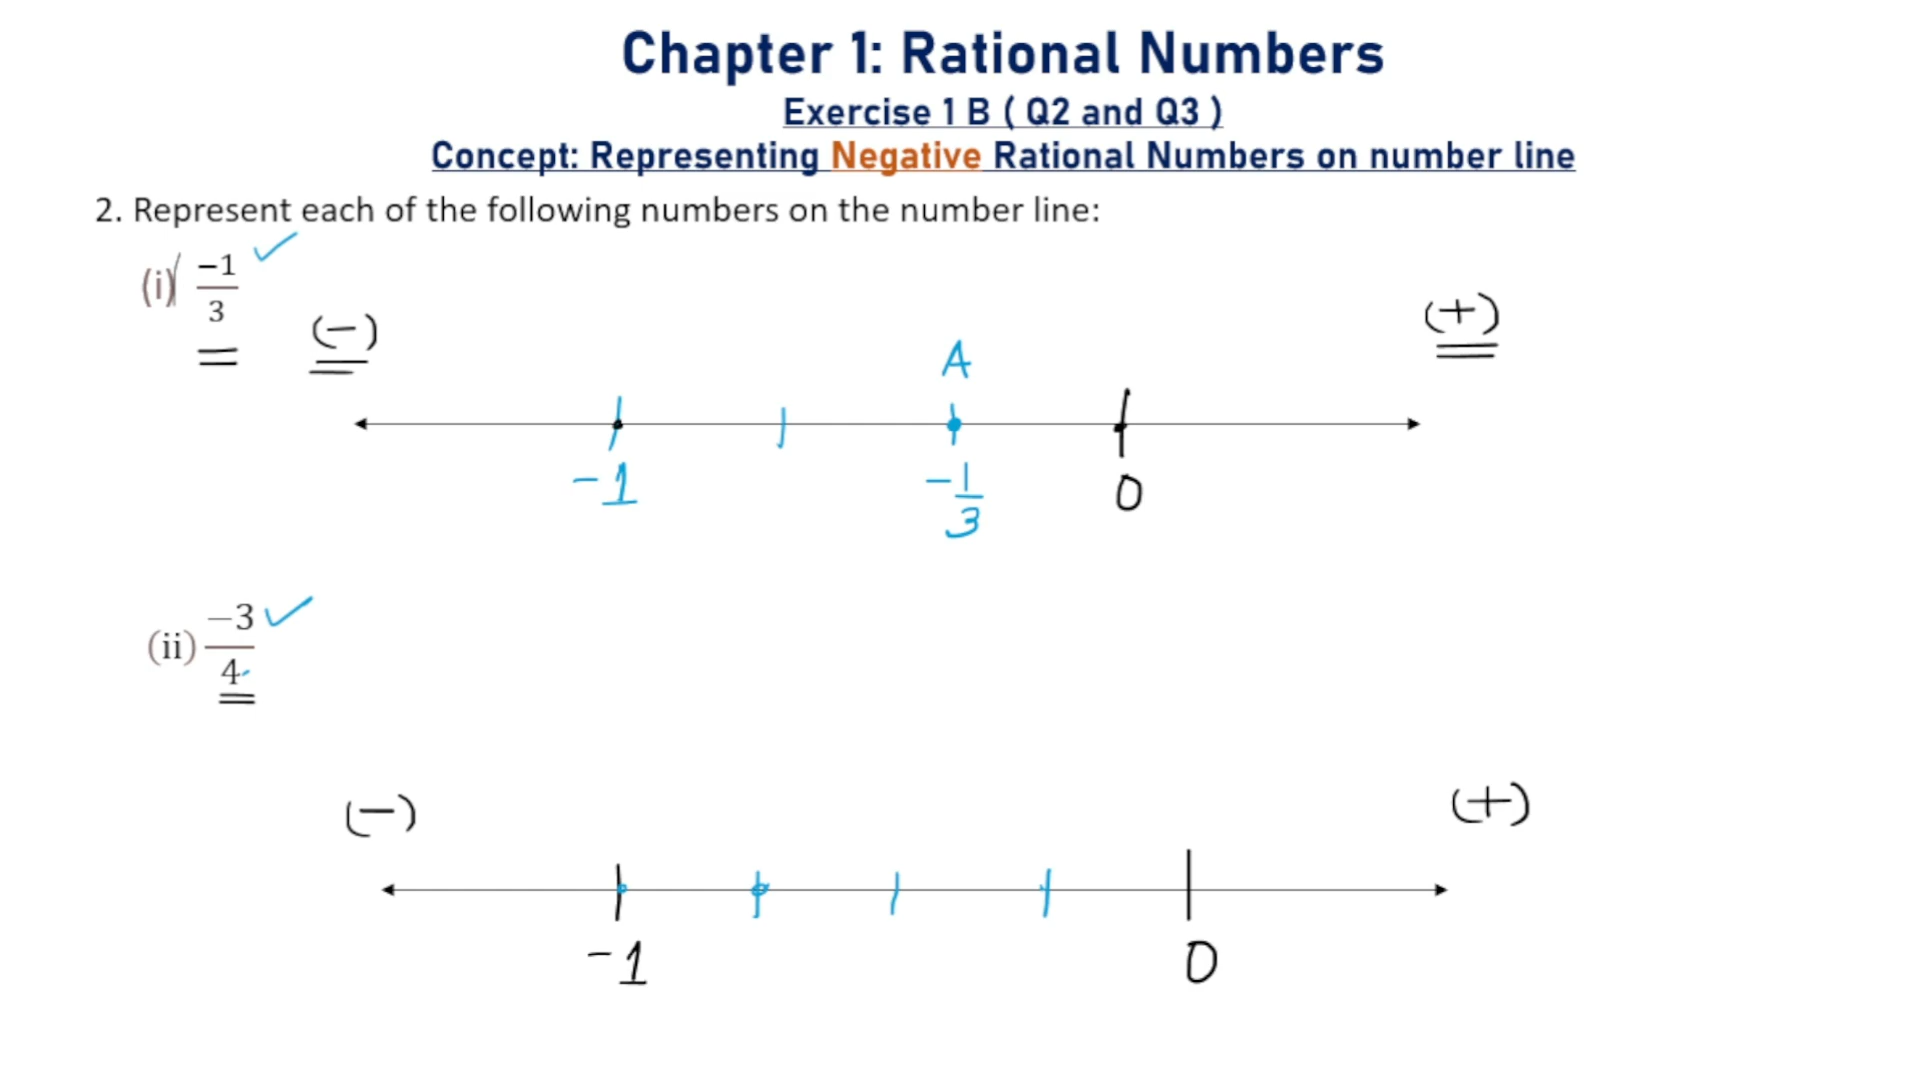 Chapter 1: Rational Numbers
Exercise 1 B ( Q2 and Q3 )
Concept: Representing Negative Rational Numbers on number line
2. Represent each of the following numbers on the number line:
(i) −1/3
=
(−) (+)
A
-1 -1/3 0
(ii) −3/4
=
(−) (+)
-1 0